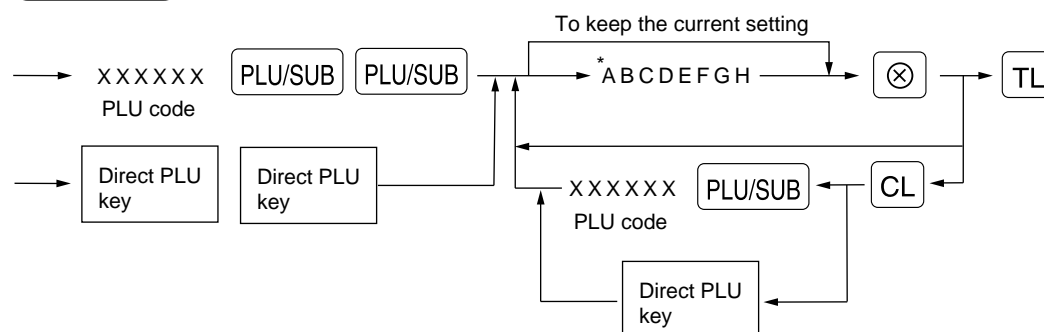 To keep the current setting
XXXXXX PLU/SUB PLU/SUB *ABCDEFGH ⊗ TL
PLU code
Direct PLU
key
Direct PLU
key
XXXXXX PLU/SUB CL
PLU code
Direct PLU
key